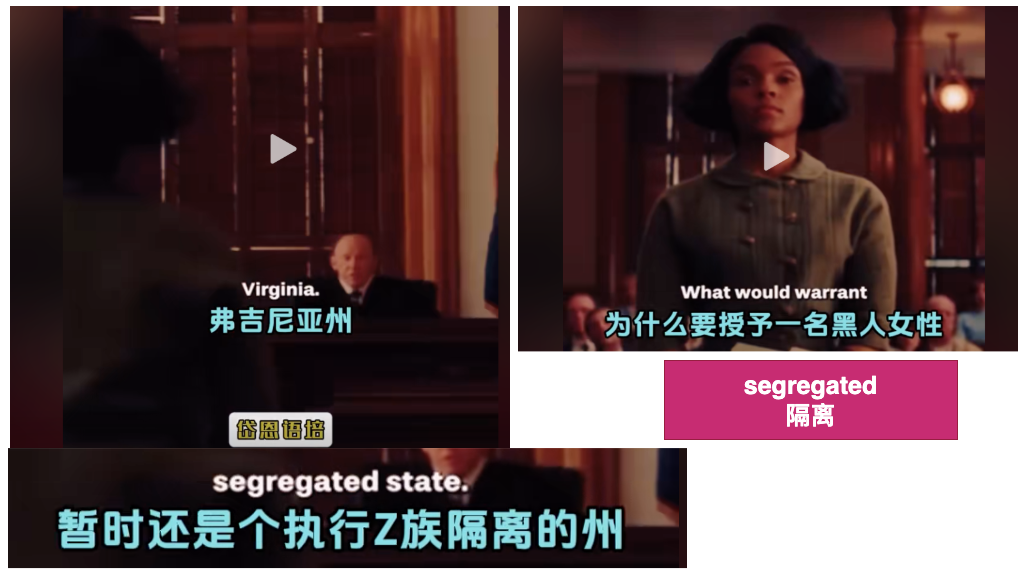 Virginia.
弗吉尼亚州
岱恩语培
What would warrant
为什么要授予一名黑人女性
segregated
隔离
segregated state.
暂时还是个执行Z族隔离的州